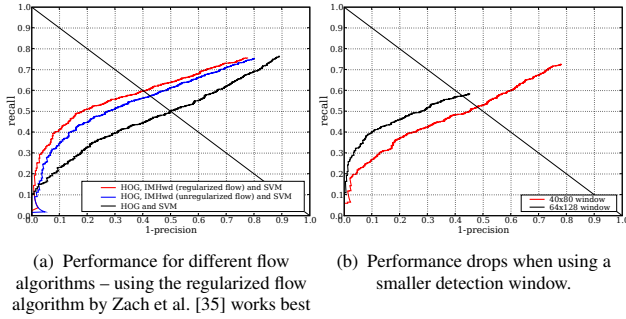 1.0
0.9
0.8
0.7
0.6
0.5
0.4
0.3
0.2
0.1
0.0
recall
0.0 0.1 0.2 0.3 0.4 0.5 0.6 0.7 0.8 0.9 1.0
1-precision
HOG, IMHwd (regularized flow) and SVM
HOG, IMHwd (unregularized flow) and SVM
HOG and SVM
(a) Performance for different flow
algorithms – using the regularized flow
algorithm by Zach et al. [35] works best
1.0
0.9
0.8
0.7
0.6
0.5
0.4
0.3
0.2
0.1
0.0
recall
0.0 0.1 0.2 0.3 0.4 0.5 0.6 0.7 0.8 0.9 1.0
1-precision
40x80 window
64x128 window
(b) Performance drops when using a
smaller detection window.